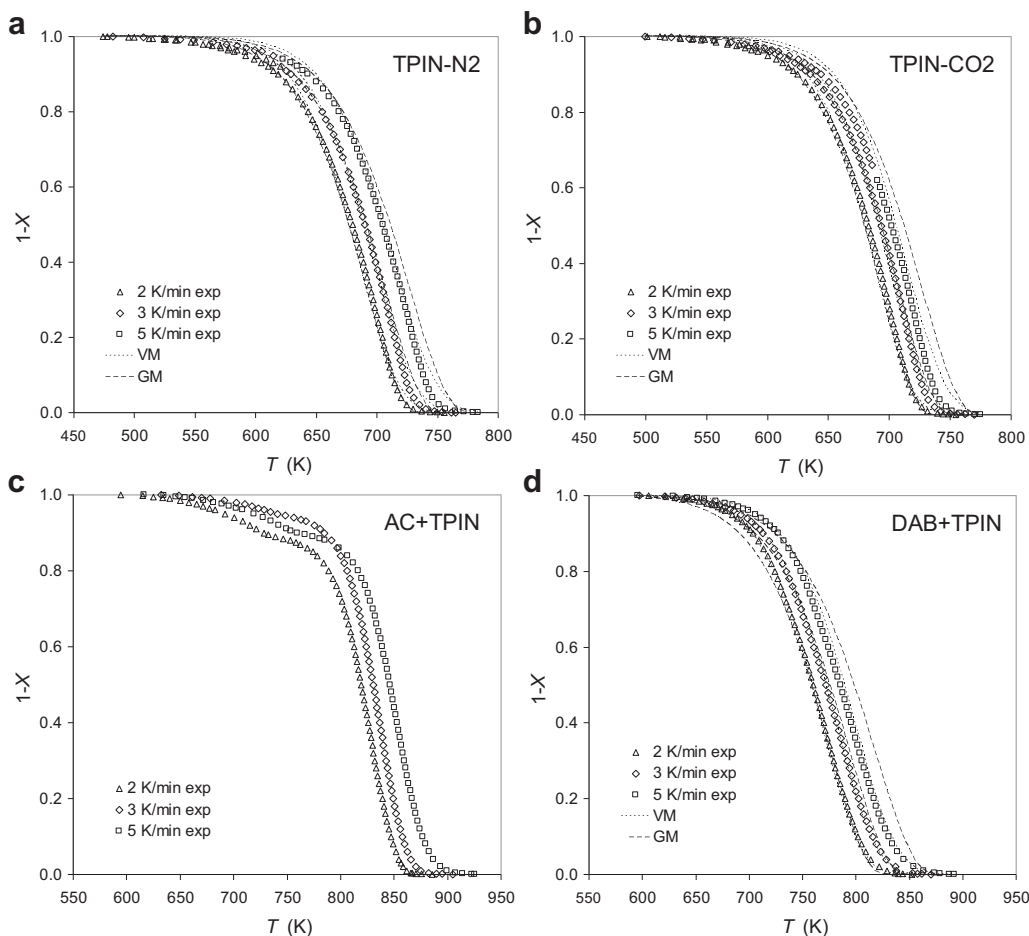 a
TPIN-N2
1.0
0.8
0.6
0.4
0.2
0.0
1-X
2 K/min exp
3 K/min exp
5 K/min exp
VM
GM
450 500 550 600 650 700 750 800
T (K)
b
TPIN-CO2
1.0
0.8
0.6
0.4
0.2
0.0
1-X
2 K/min exp
3 K/min exp
5 K/min exp
VM
GM
450 500 550 600 650 700 750 800
T (K)
c
AC+TPIN
1.0
0.8
0.6
0.4
0.2
0.0
1-X
2 K/min exp
3 K/min exp
5 K/min exp
550 600 650 700 750 800 850 900 950
T (K)
d
DAB+TPIN
1.0
0.8
0.6
0.4
0.2
0.0
1-X
2 K/min exp
3 K/min exp
5 K/min exp
VM
GM
550 600 650 700 750 800 850 900 950
T (K)